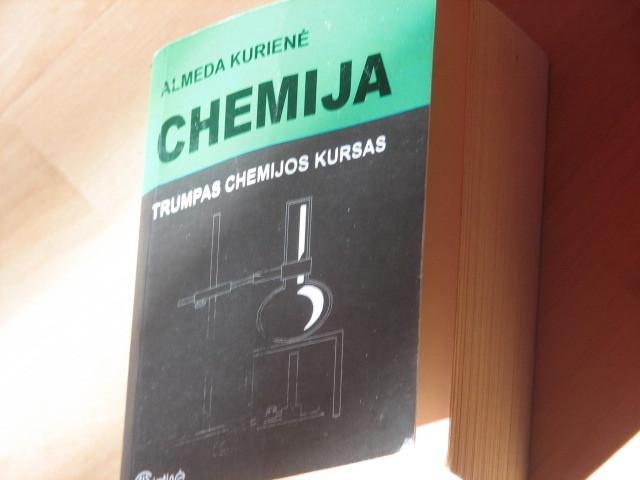 ALMEDA KURIENĖ
CHEMIJA
TRUMPAS CHEMIJOS KURSAS